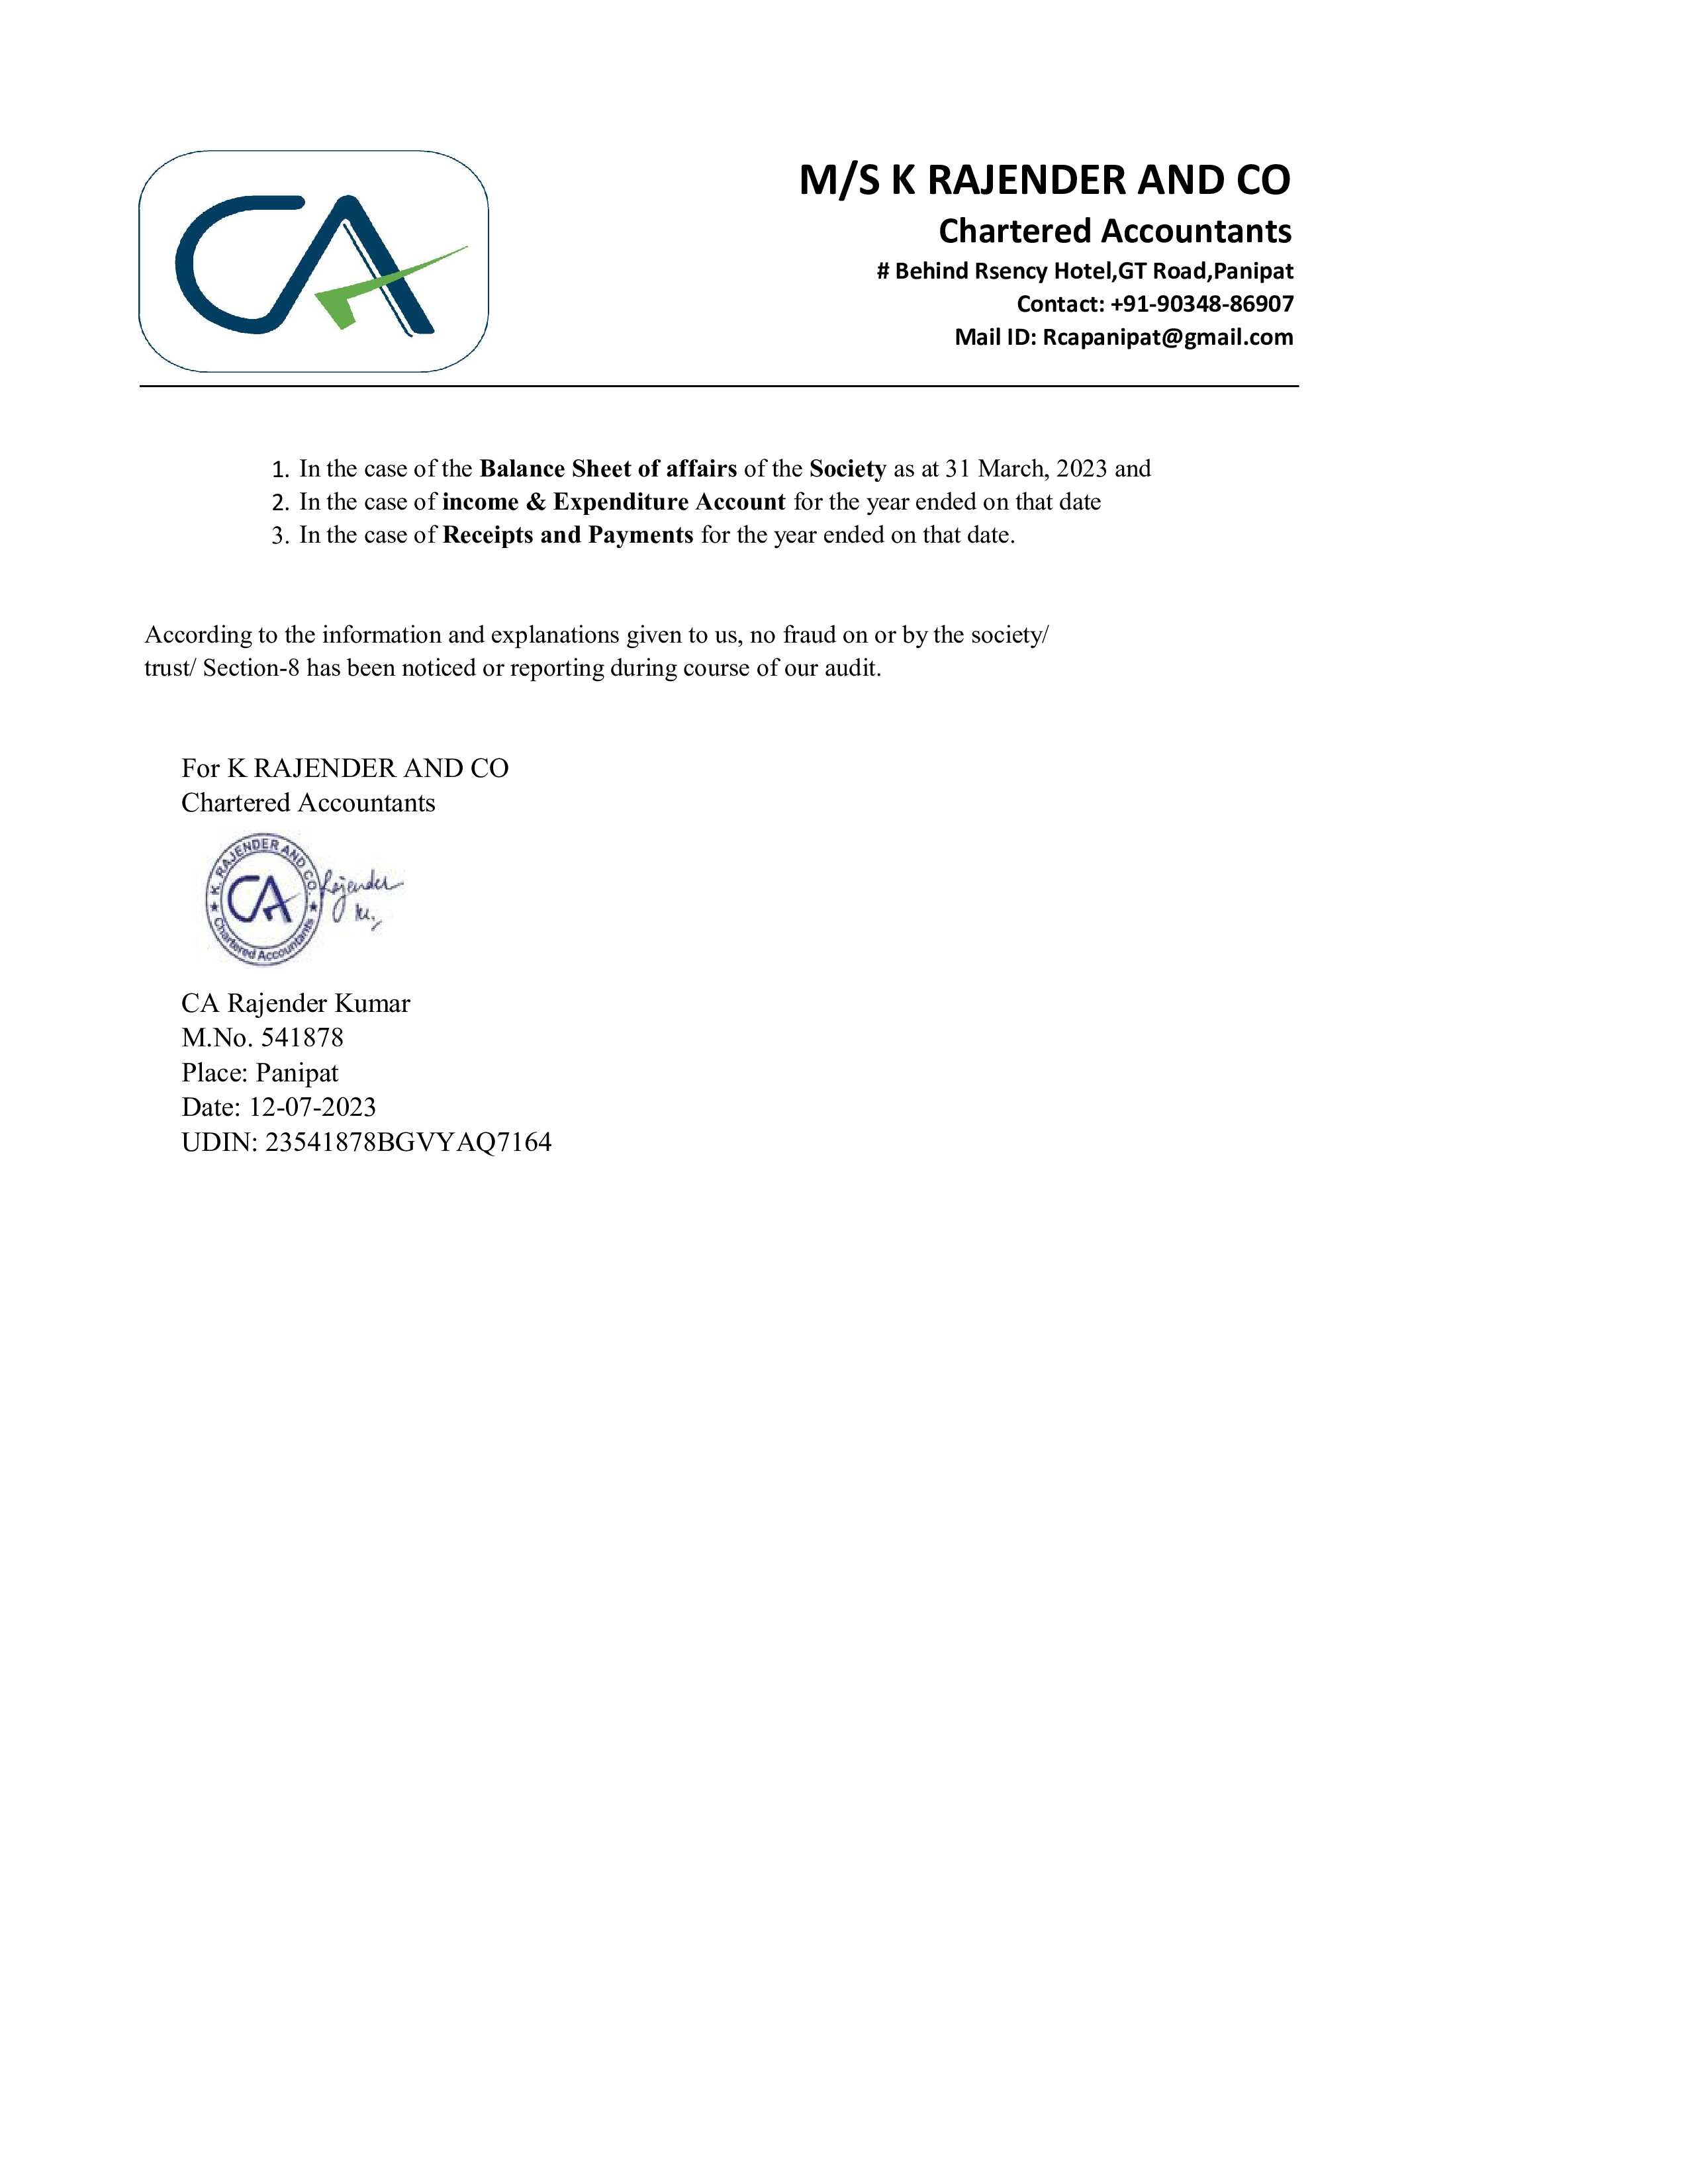 CA
M/S K RAJENDER AND CO
Chartered Accountants
# Behind Rsency Hotel,GT Road,Panipat
Contact: +91-90348-86907
Mail ID: Rcapanipat@gmail.com
1. In the case of the Balance Sheet of affairs of the Society as at 31 March, 2023 and
2. In the case of income & Expenditure Account for the year ended on that date
3. In the case of Receipts and Payments for the year ended on that date.
According to the information and explanations given to us, no fraud on or by the society/
trust/ Section-8 has been noticed or reporting during course of our audit.
For K RAJENDER AND CO
Chartered Accountants
K. RAJENDER AND CO.
CA
Chartered Accountants
Rajender
CA Rajender Kumar
M.No. 541878
Place: Panipat
Date: 12-07-2023
UDIN: 23541878BGVYAQ7164